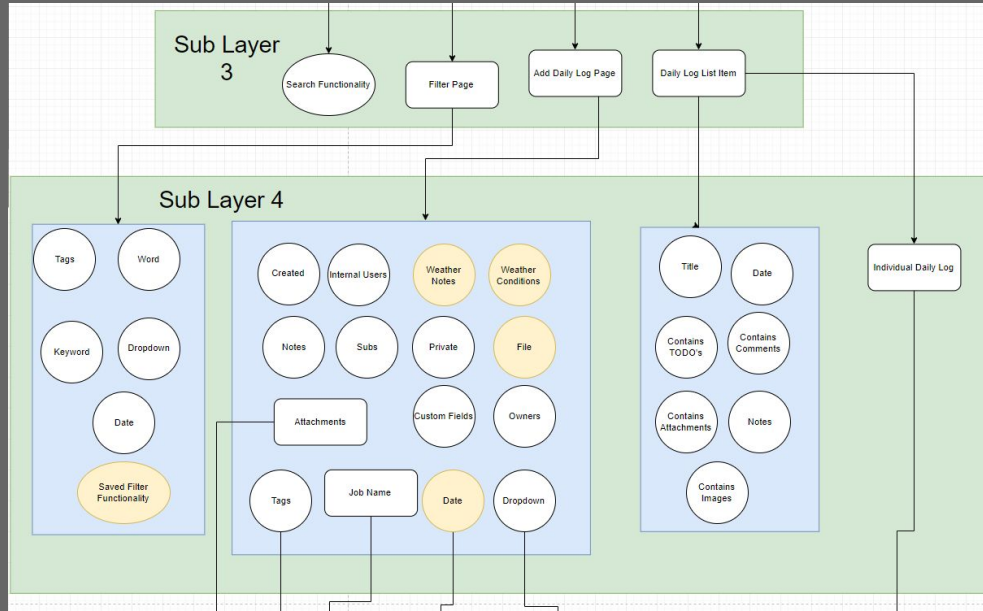 Sub Layer
3
Search Functionality
Filter Page
Add Daily Log Page
Daily Log List Item
Sub Layer 4
Tags
Word
Keyword
Dropdown
Date
Saved Filter
Functionality
Created
Internal Users
Weather
Notes
Weather
Conditions
Notes
Subs
Private
File
Attachments
Custom Fields
Owners
Tags
Job Name
Date
Dropdown
Title
Date
Contains
TODO's
Contains
Comments
Contains
Attachments
Notes
Contains
Images
Individual Daily Log